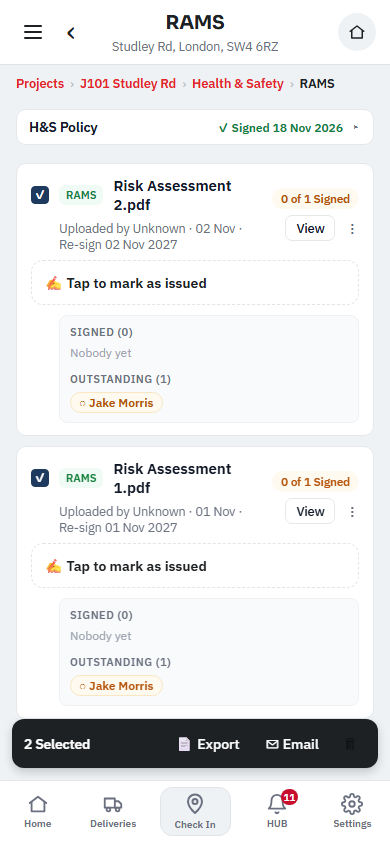 RAMS
Studley Rd, London, SW4 6RZ
Projects › J101 Studley Rd › Health & Safety › RAMS
H&S Policy
✓ Signed 18 Nov 2026
RAMS
Risk Assessment
2.pdf
0 of 1 Signed
Uploaded by Unknown · 02 Nov ·
Re-sign 02 Nov 2027
View
✍️ Tap to mark as issued
SIGNED (0)
Nobody yet
OUTSTANDING (1)
○ Jake Morris
RAMS
Risk Assessment
1.pdf
0 of 1 Signed
Uploaded by Unknown · 01 Nov ·
Re-sign 01 Nov 2027
View
✍️ Tap to mark as issued
SIGNED (0)
Nobody yet
OUTSTANDING (1)
○ Jake Morris
2 Selected
Export
Email
11
Home
Deliveries
Check In
HUB
Settings